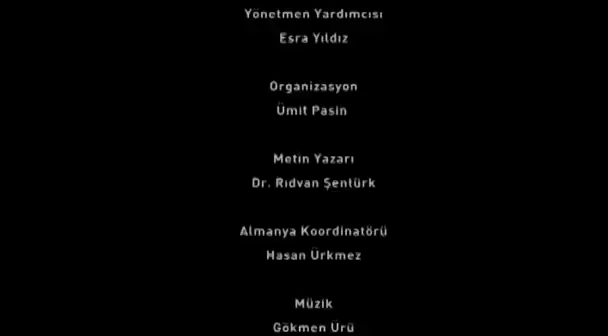 Yönetmen Yardımcısı
Esra Yıldız
Organizasyon
Ümit Pasin
Metin Yazarı
Dr. Rıdvan Şentürk
Almanya Koordinatörü
Hasan Ürkmez
Müzik
Gökmen Ürü